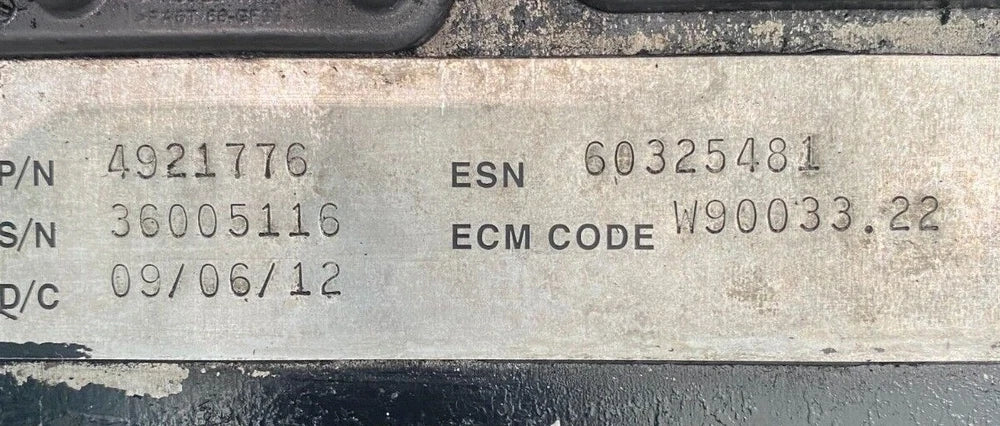 P/N 4921776
S/N 36005116
D/C 09/06/12
ESN 60325481
ECM CODE W90033.22